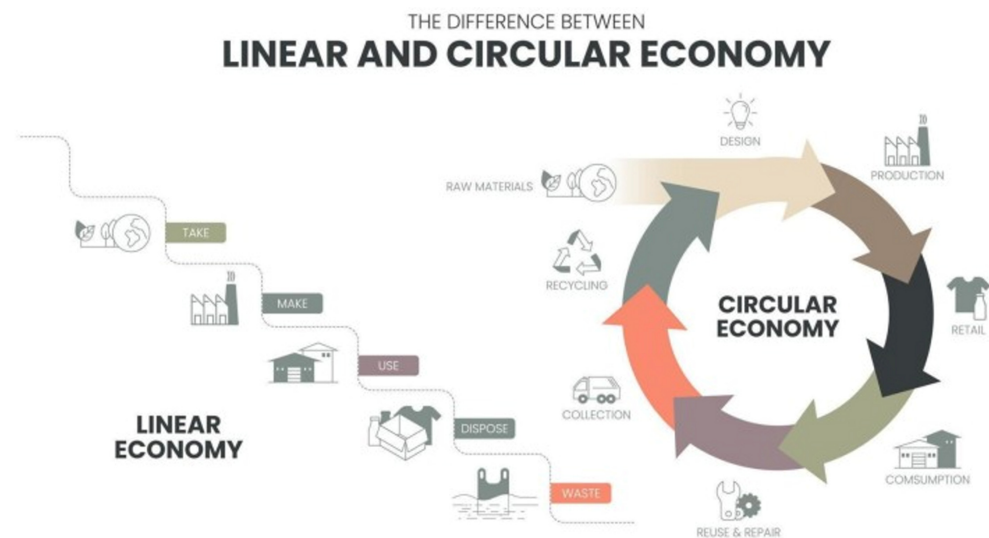 THE DIFFERENCE BETWEEN
LINEAR AND CIRCULAR ECONOMY
TAKE
MAKE
USE
DISPOSE
WASTE
LINEAR
ECONOMY
RAW MATERIALS
DESIGN
PRODUCTION
RETAIL
COMSUMPTION
REUSE & REPAIR
COLLECTION
RECYCLING
CIRCULAR
ECONOMY